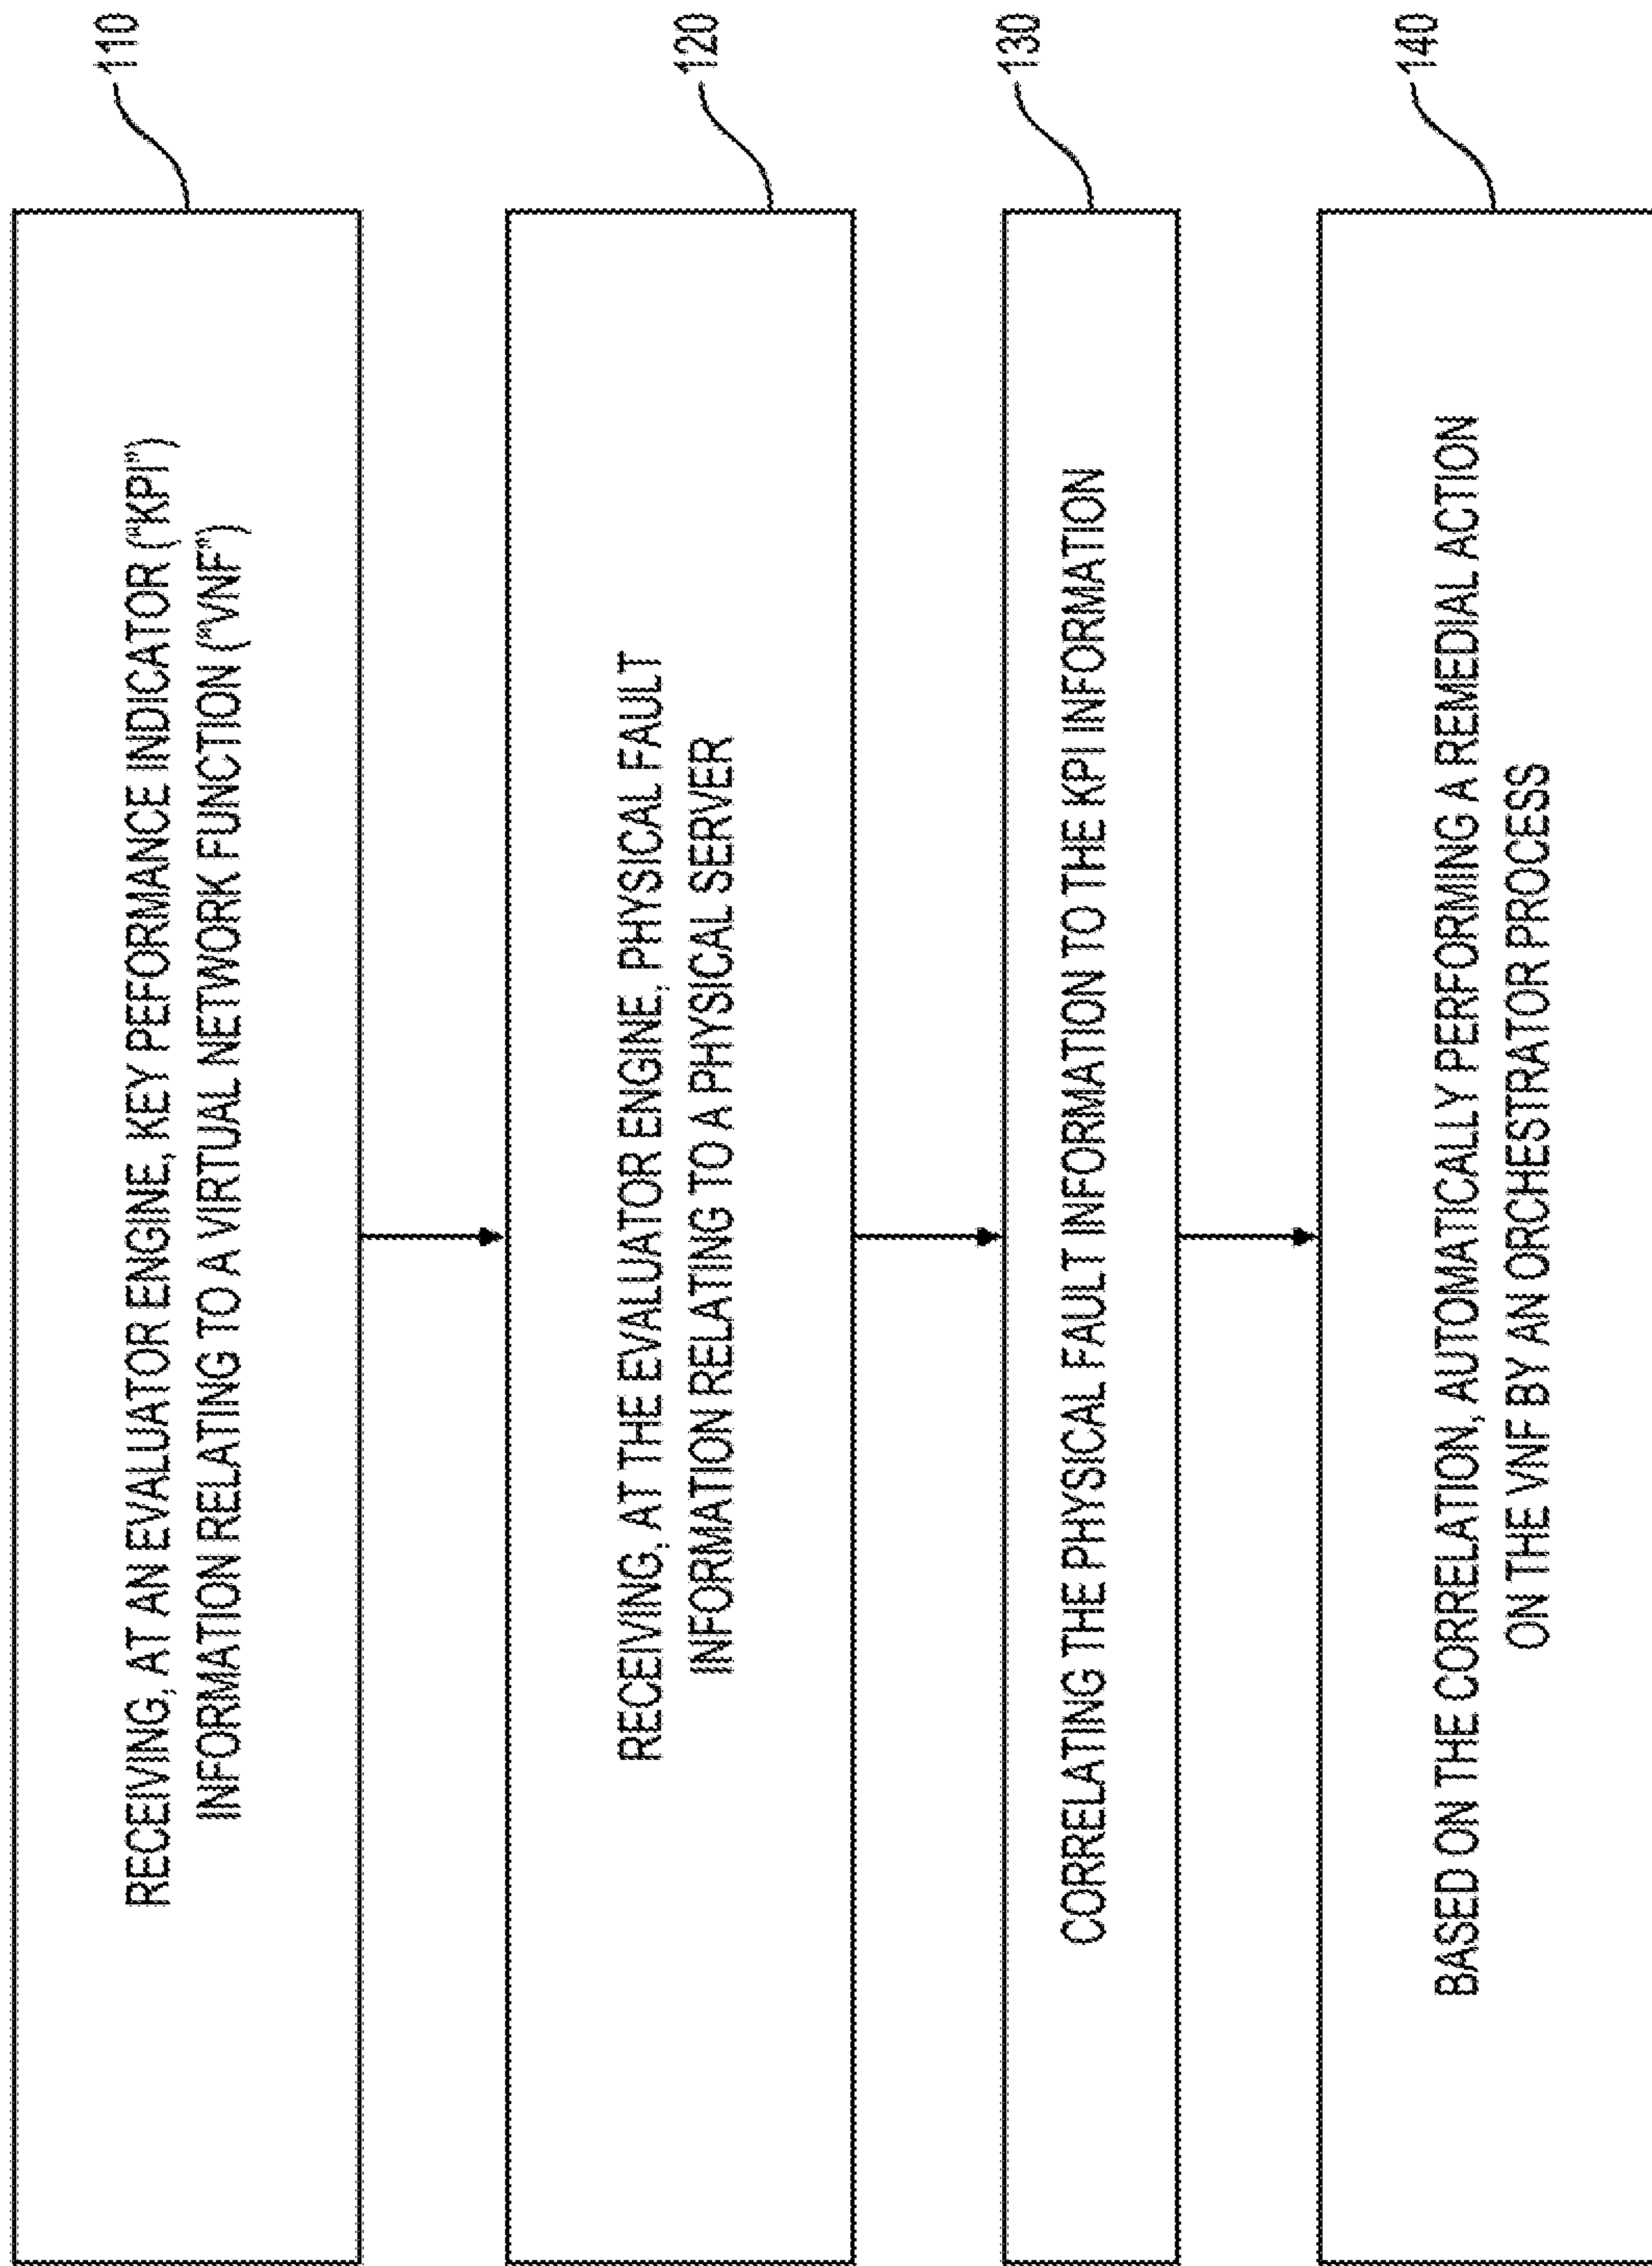 RECEIVING, AT AN EVALUATOR ENGINE, KEY PEFORMANCE INDICATOR ("KPI")
INFORMATION RELATING TO A VIRTUAL NETWORK FUNCTION ("VNF")
110
RECEIVING, AT THE EVALUATOR ENGINE, PHYSICAL FAULT
INFORMATION RELATING TO A PHYSICAL SERVER
120
CORRELATING THE PHYSICAL FAULT INFORMATION TO THE KPI INFORMATION
130
BASED ON THE CORRELATION, AUTOMATICALLY PERFORMING A REMEDIAL ACTION
ON THE VNF BY AN ORCHESTRATOR PROCESS
140